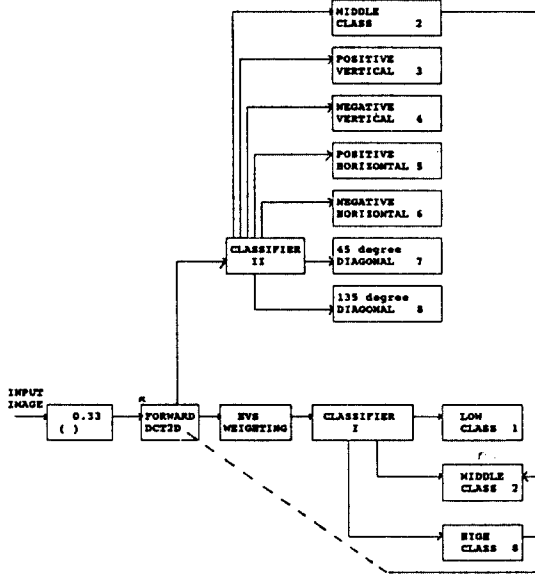 MIDDLE
CLASS 2
POSITIVE
VERTICAL 3
NEGATIVE
VERTICAL 4
POSITIVE
HORIZONTAL 5
NEGATIVE
HORIZONTAL 6
CLASSIFIER
II
45 degree
DIAGONAL 7
135 degree
DIAGONAL 8
INPUT
IMAGE
0.33
( )
FORWARD
DCT2D
HVS
WEIGHTING
CLASSIFIER
I
LOW
CLASS 1
MIDDLE
CLASS 2
HIGH
CLASS 8